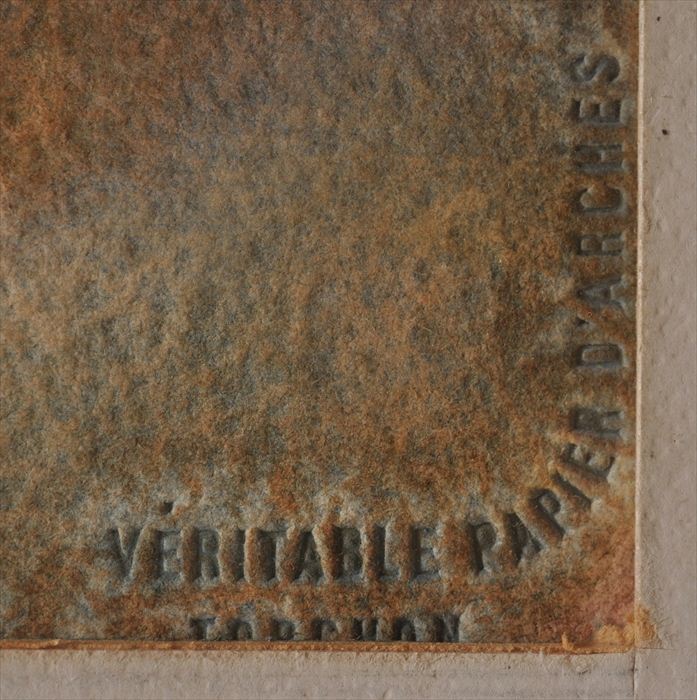 VÉRITABLE PAPIER D'ARCHES
TORCHON